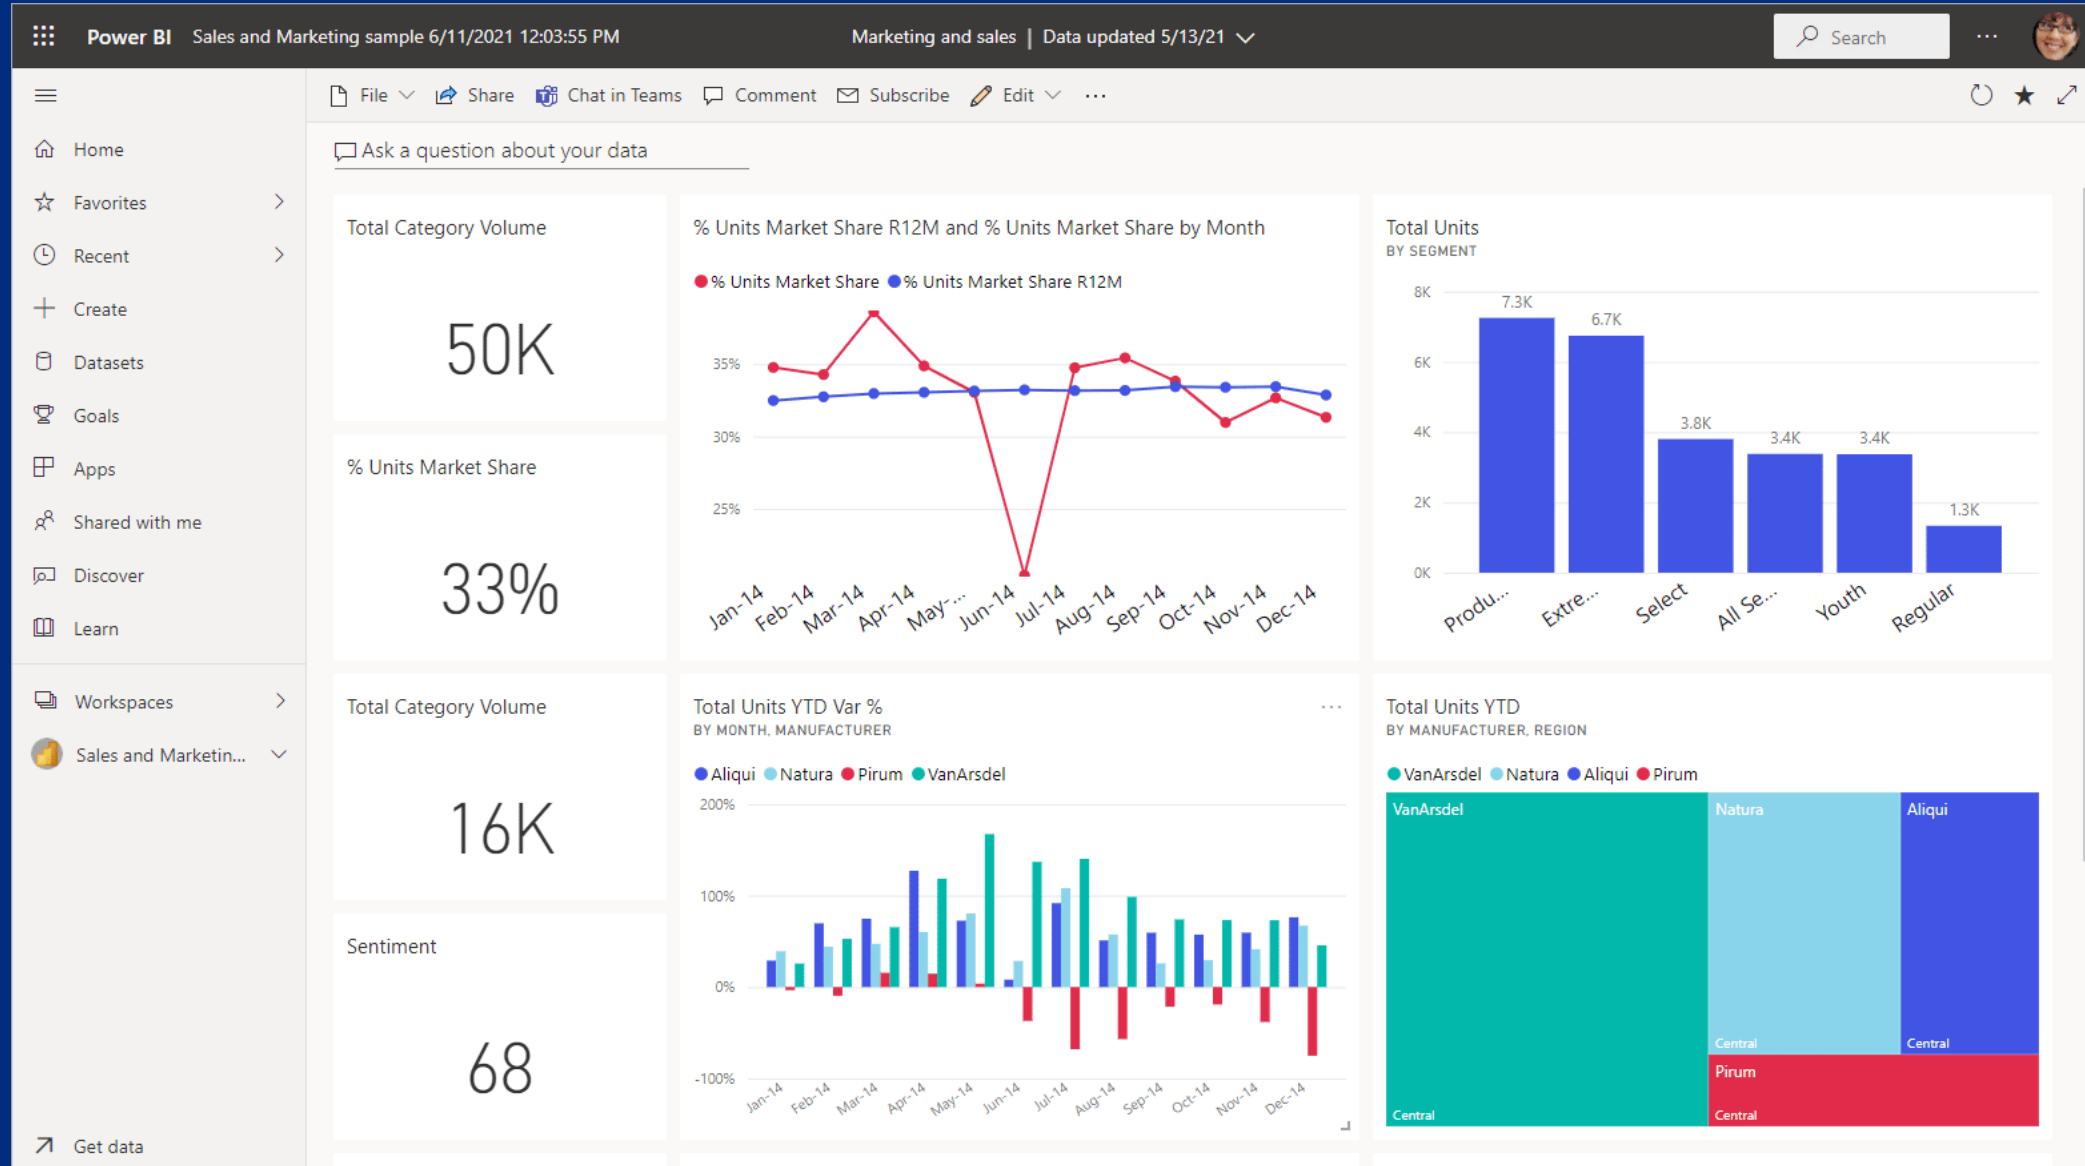 Power BI Sales and Marketing sample 6/11/2021 12:03:55 PM
Marketing and sales | Data updated 5/13/21
Search
File
Share
Chat in Teams
Comment
Subscribe
Edit
Home
Favorites
Recent
Create
Datasets
Goals
Apps
Shared with me
Discover
Learn
Workspaces
Sales and Marketin...
Get data
Ask a question about your data
Total Category Volume
50K
% Units Market Share
33%
Total Category Volume
16K
Sentiment
68
% Units Market Share R12M and % Units Market Share by Month
% Units Market Share % Units Market Share R12M
35%
30%
25%
Jan-14 Feb-14 Mar-14 Apr-14 May-... Jun-14 Jul-14 Aug-14 Sep-14 Oct-14 Nov-14 Dec-14
Total Units
BY SEGMENT
8K
6K
4K
2K
0K
7.3K
6.7K
3.8K
3.4K
3.4K
1.3K
Produ... Extre... Select All Se... Youth Regular
Total Units YTD Var %
BY MONTH, MANUFACTURER
Aliqui Natura Pirum VanArsdel
200%
100%
0%
-100%
Jan-14 Feb-14 Mar-14 Apr-14 May-14 Jun-14 Jul-14 Aug-14 Sep-14 Oct-14 Nov-14 Dec-14
Total Units YTD
BY MANUFACTURER, REGION
VanArsdel Natura Aliqui Pirum
VanArsdel
Central
Natura
Central
Aliqui
Central
Pirum
Central